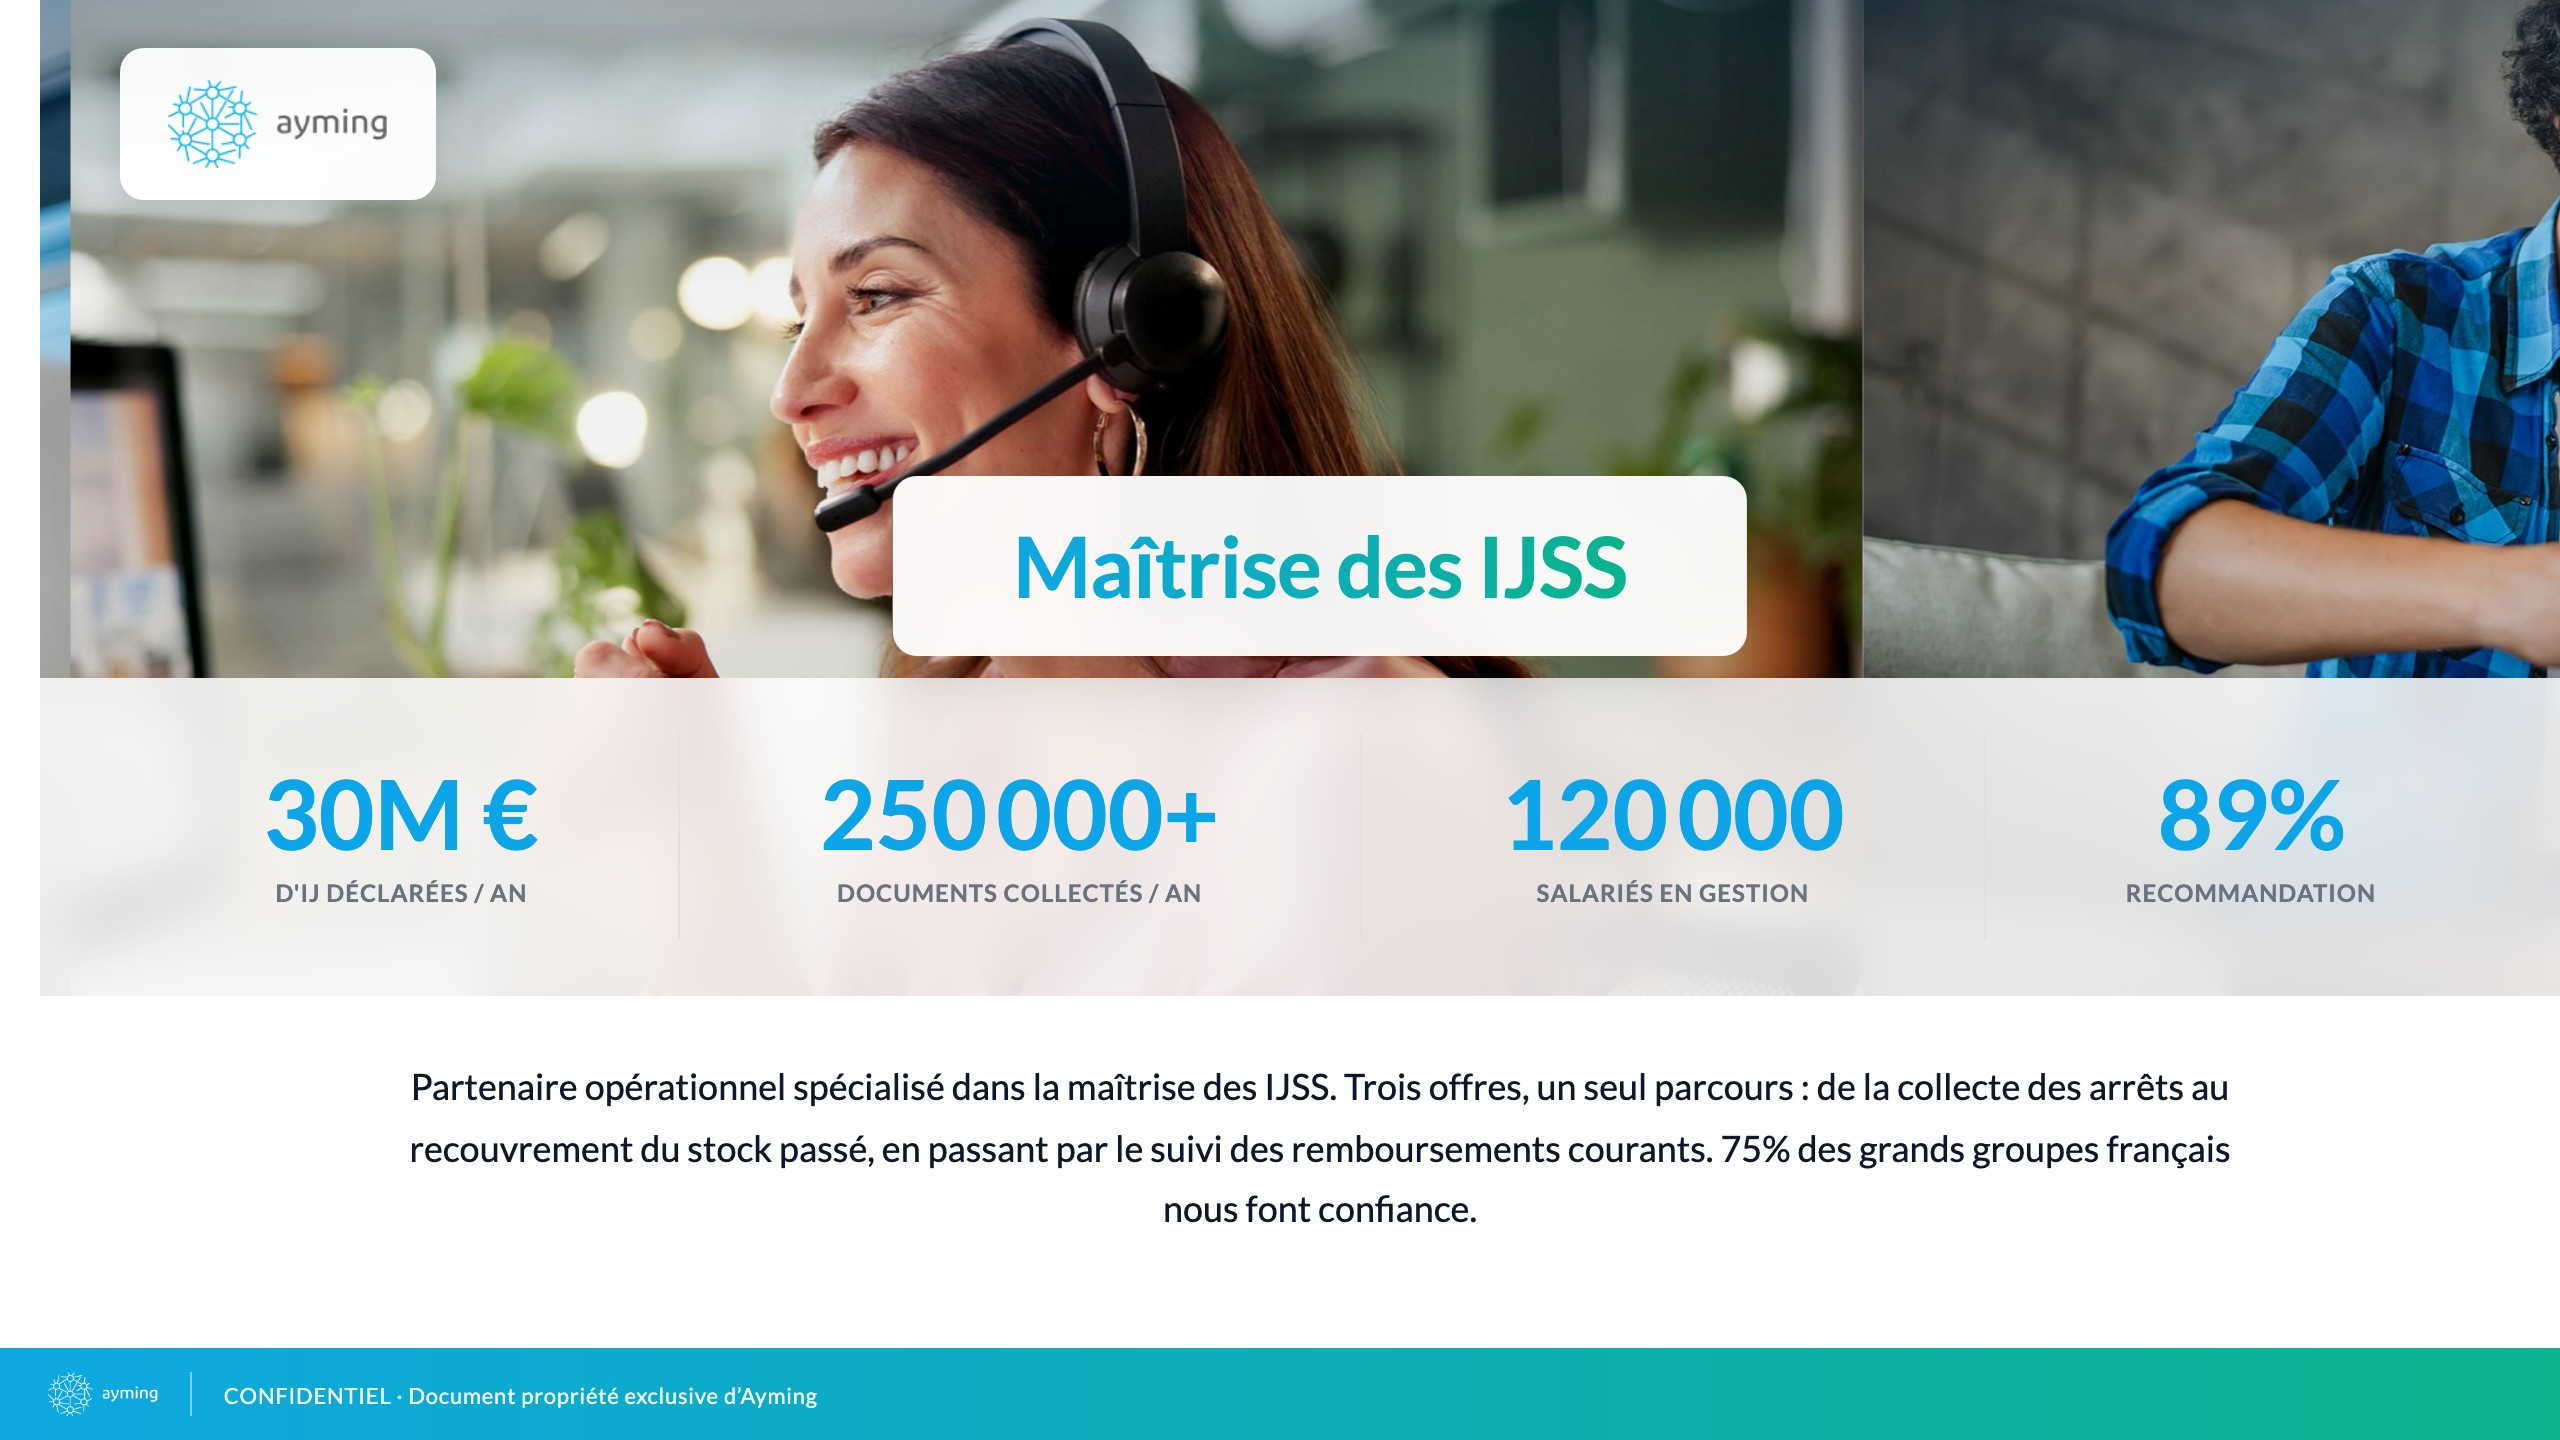 ayming
Maîtrise des IJSS
30M €
D'IJ DÉCLARÉES / AN
250 000+
DOCUMENTS COLLECTÉS / AN
120 000
SALARIÉS EN GESTION
89%
RECOMMANDATION
Partenaire opérationnel spécialisé dans la maîtrise des IJSS. Trois offres, un seul parcours : de la collecte des arrêts au
recouvrement du stock passé, en passant par le suivi des remboursements courants. 75% des grands groupes français
nous font confiance.
ayming
CONFIDENTIEL · Document propriété exclusive d’Ayming